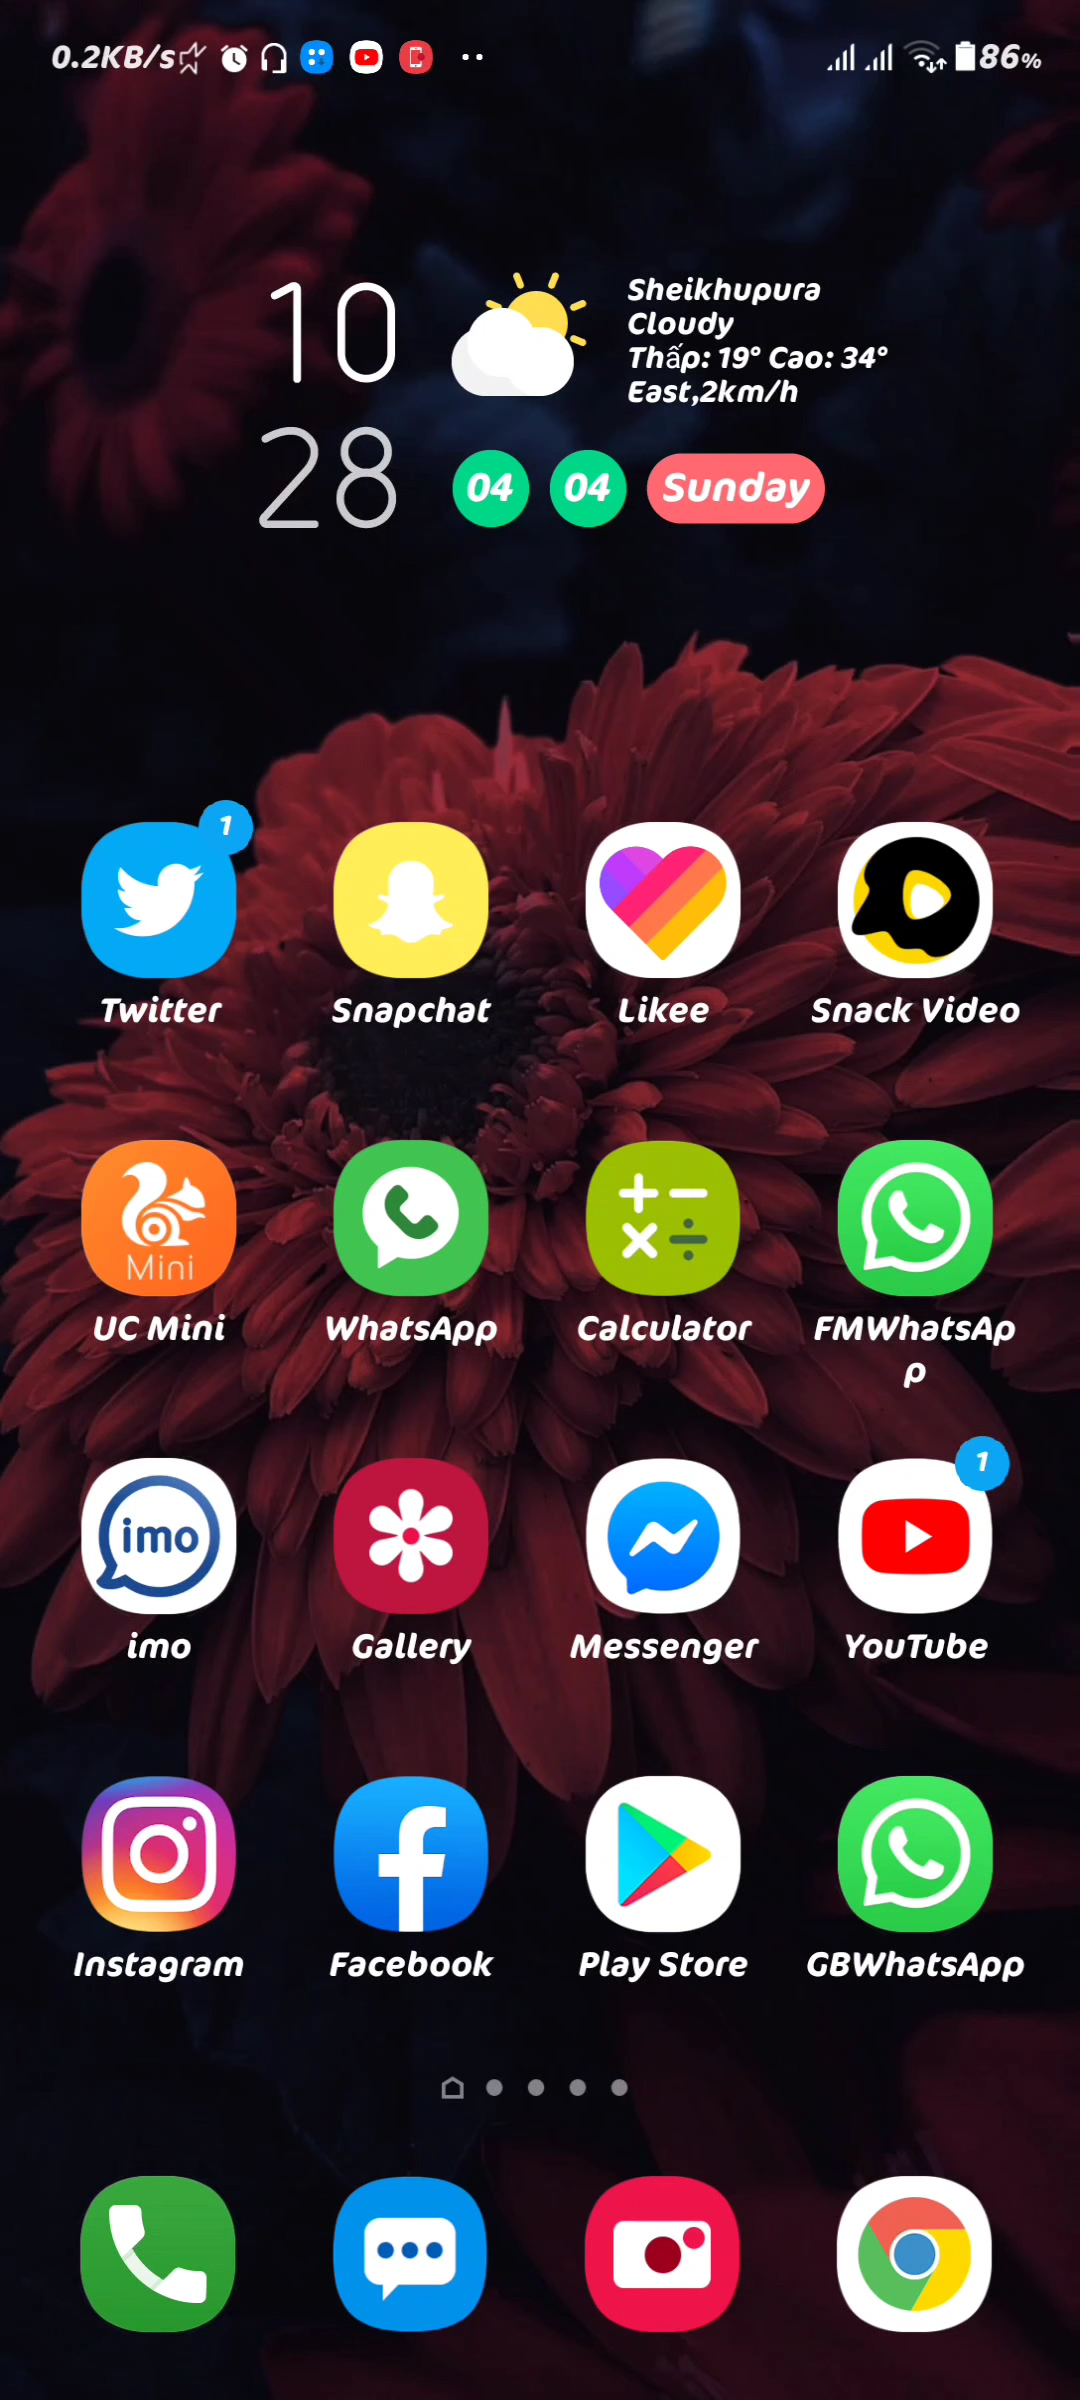 0.2KB/s
86%
10
28
Sheikhupura
Cloudy
Thấp: 19° Cao: 34°
East,2km/h
04 04 Sunday
1
Twitter Snapchat Likee Snack Video
Mini
UC Mini WhatsApp Calculator FMWhatsAp
p
1
imo
imo Gallery Messenger YouTube
Instagram Facebook Play Store GBWhatsApp